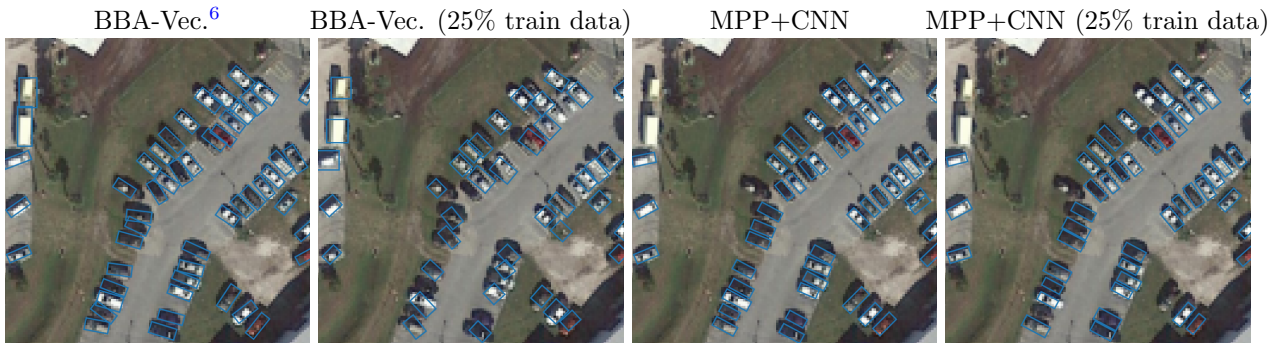 BBA-Vec.6 BBA-Vec. (25% train data) MPP+CNN MPP+CNN (25% train data)